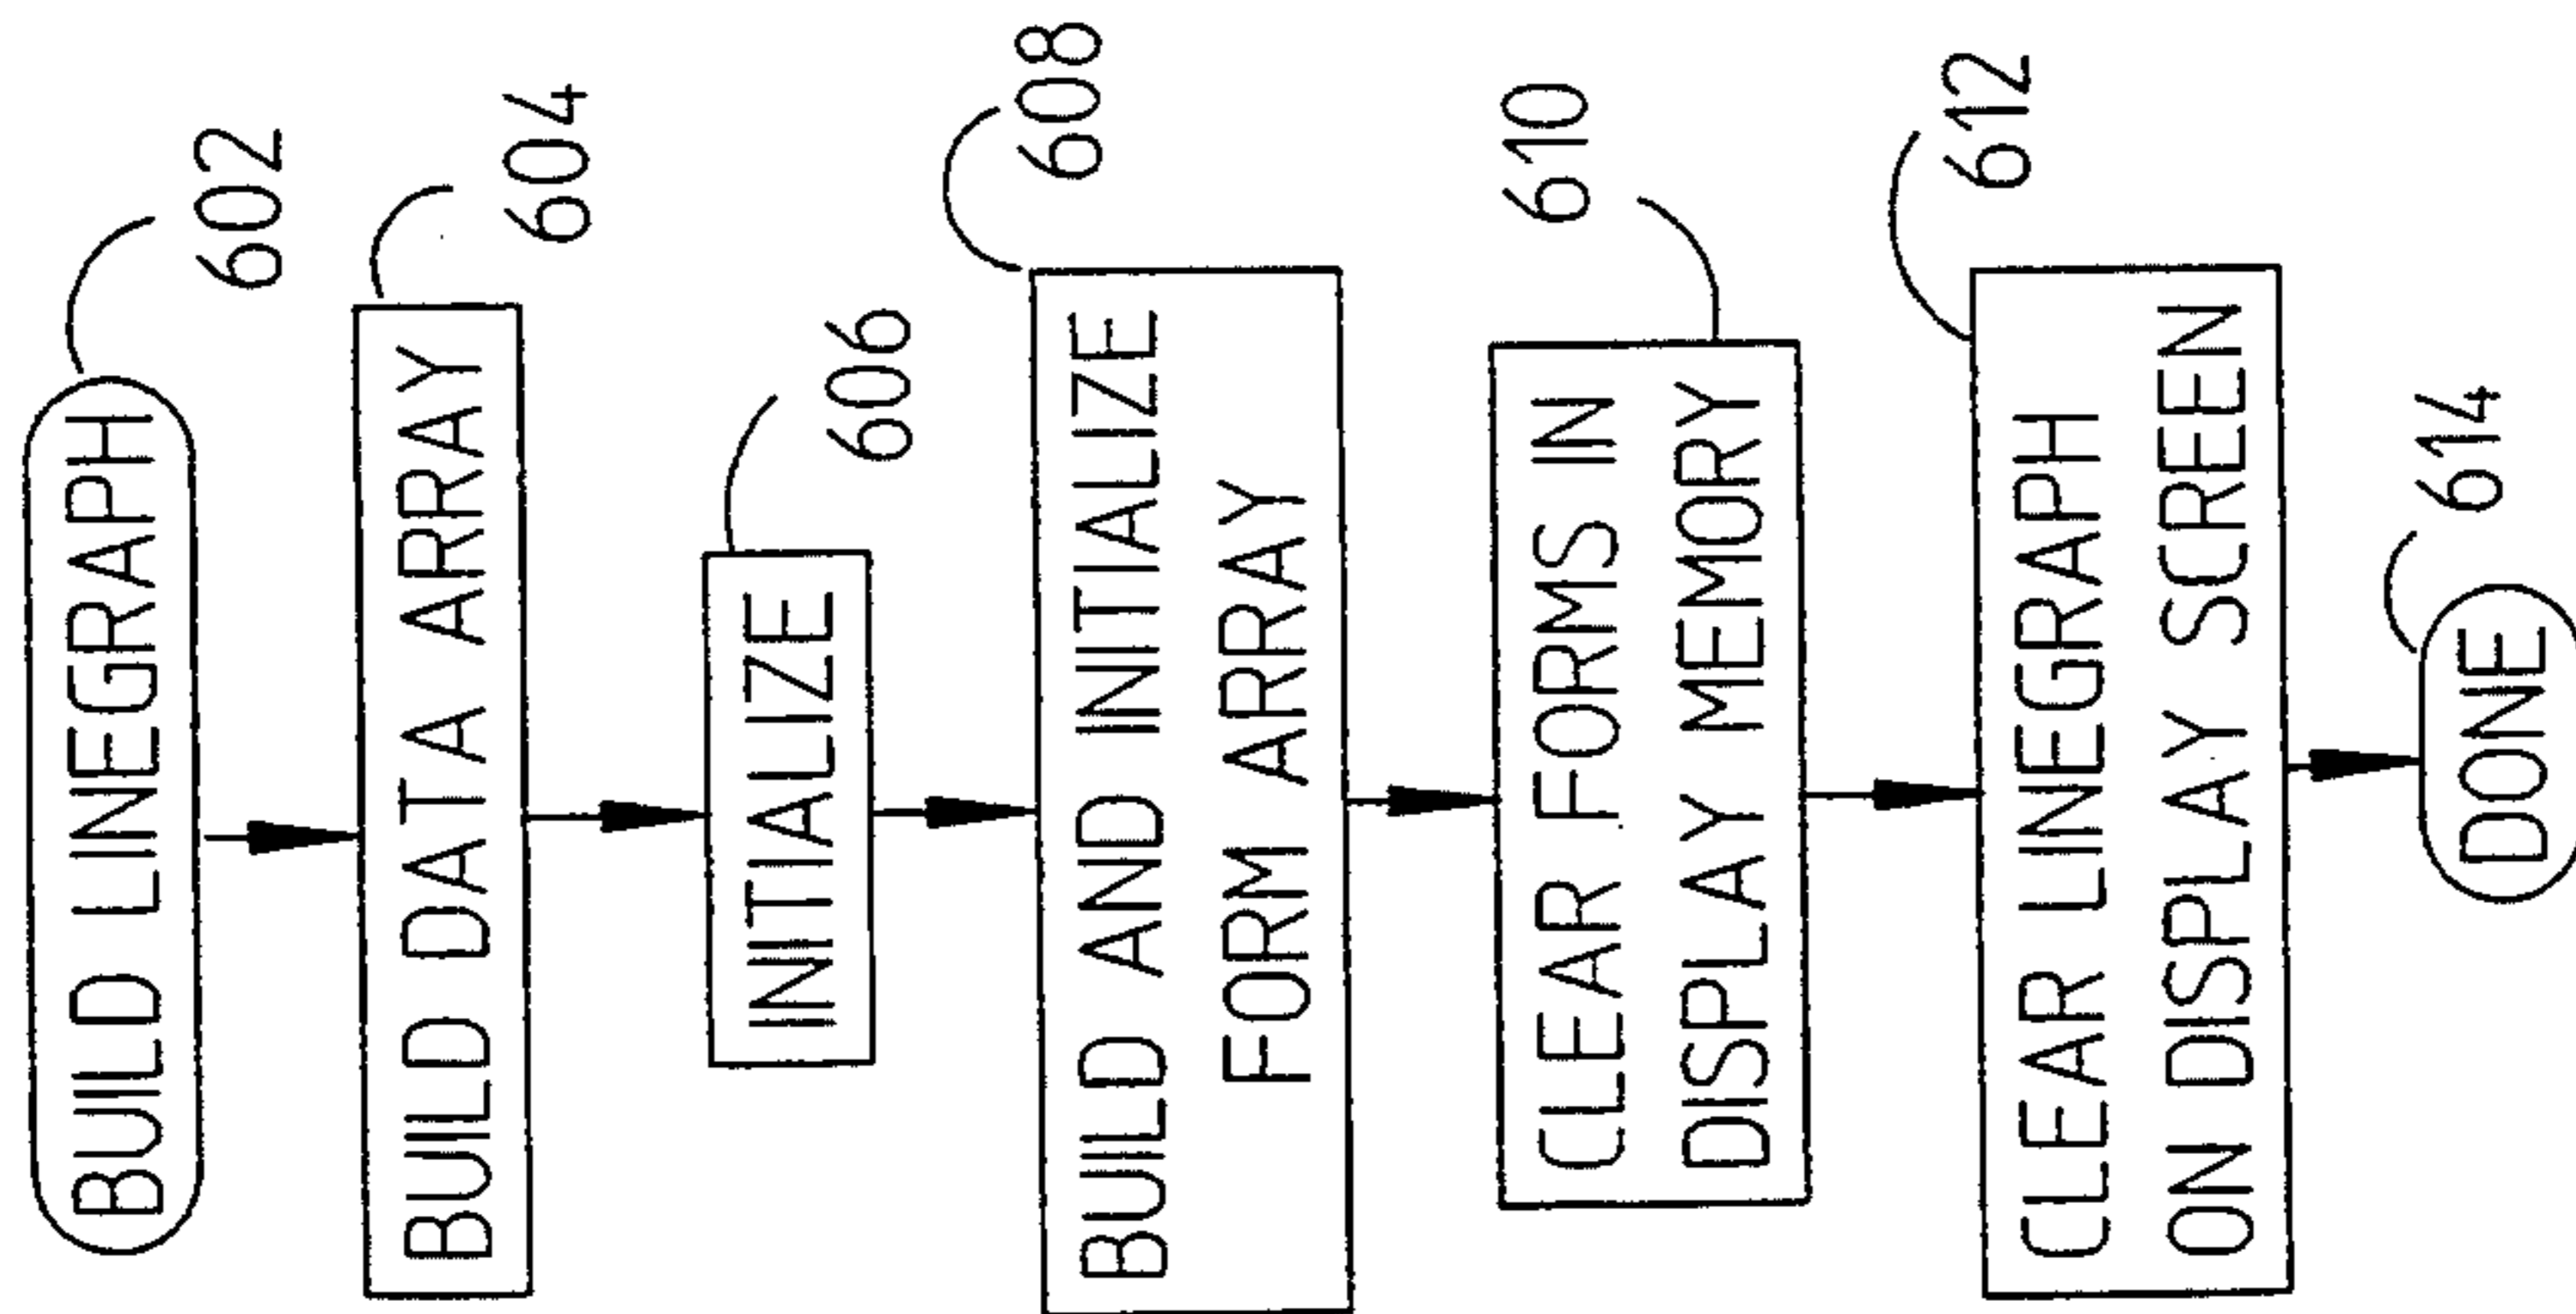 BUILD LINEGRAPH
602
BUILD DATA ARRAY
604
INITIALIZE
606
BUILD AND INITIALIZE
FORM ARRAY
608
CLEAR FORMS IN
DISPLAY MEMORY
610
CLEAR LINEGRAPH
ON DISPLAY SCREEN
612
DONE
614